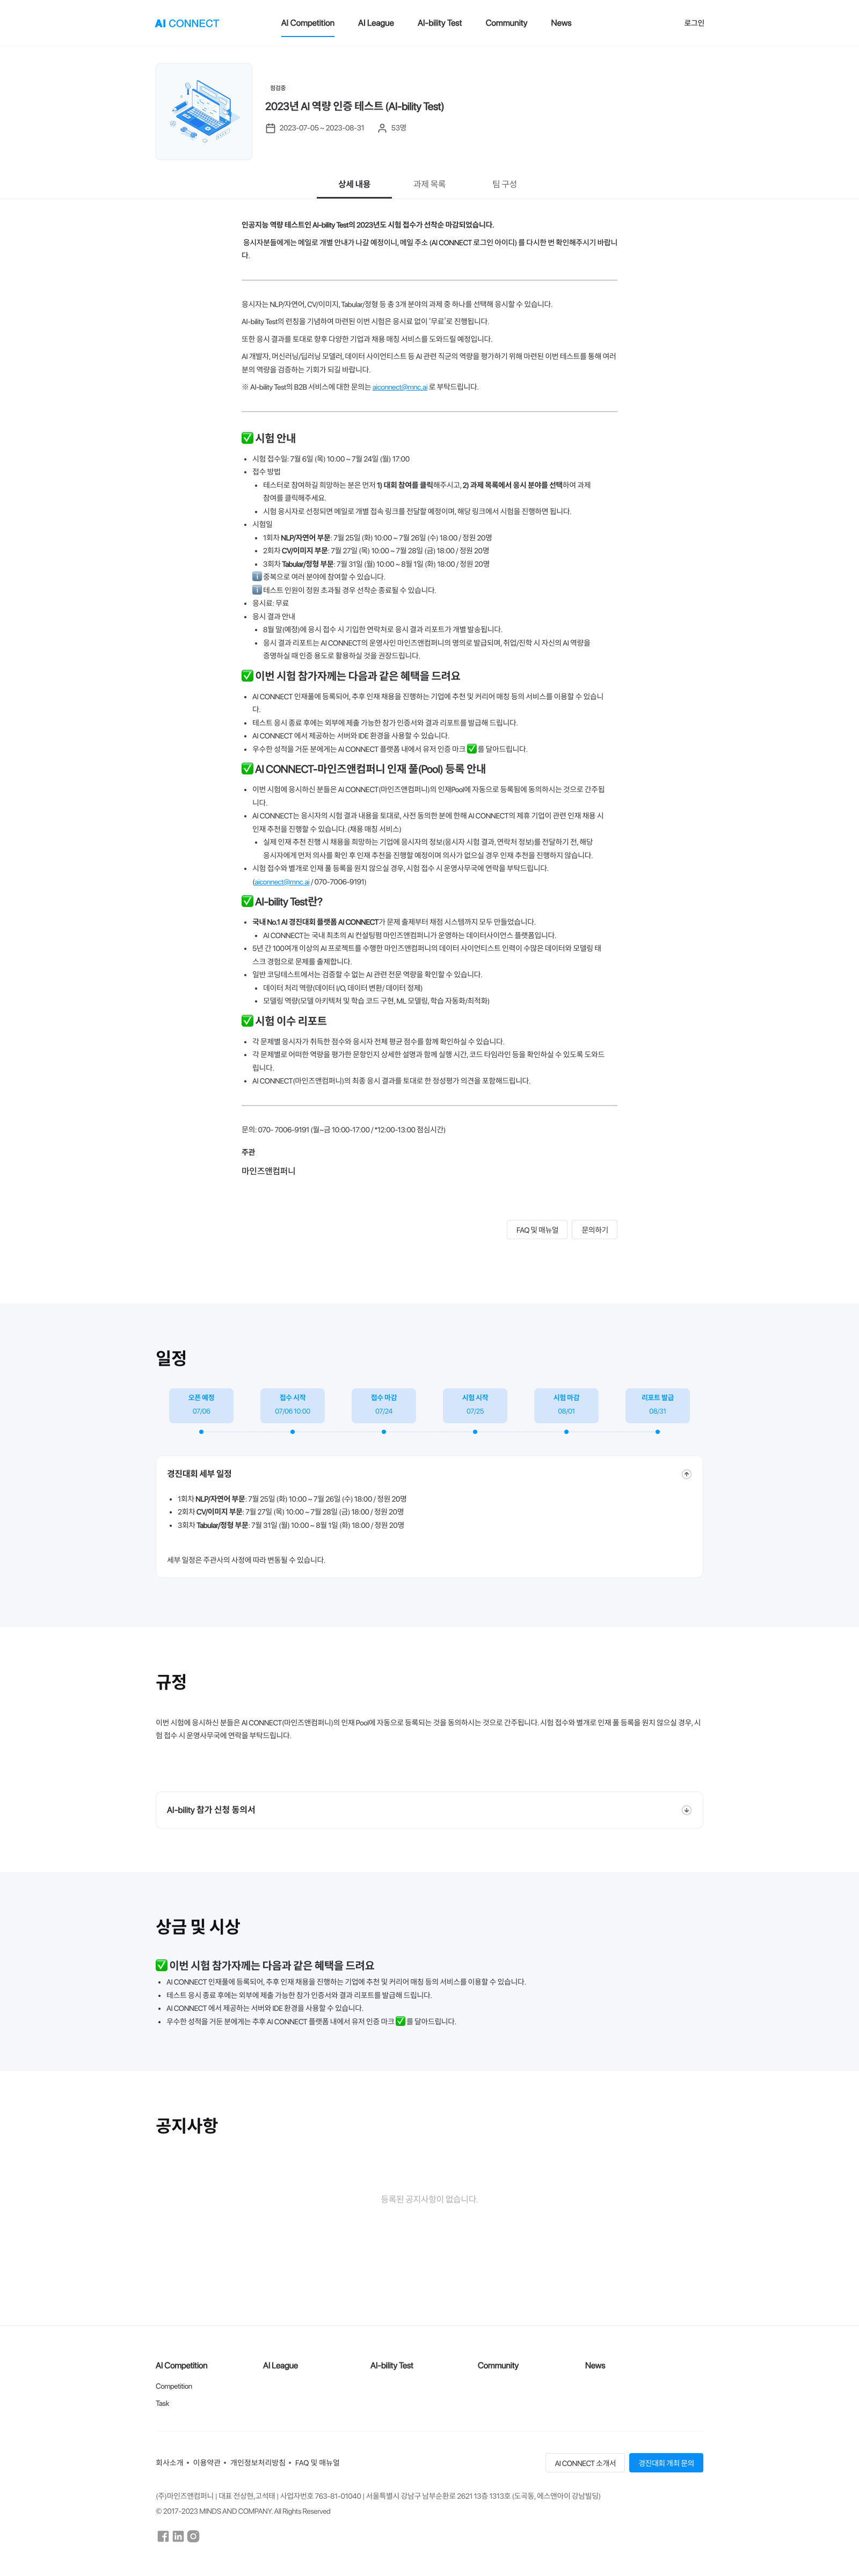 AI CONNECT
AI Competition
AI League
AI-bility Test
Community
News
로그인
점검중
2023년 AI 역량 인증 테스트 (AI-bility Test)
2023-07-05 ~ 2023-08-31
53명
상세 내용
과제 목록
팀 구성
인공지능 역량 테스트인 AI-bility Test의 2023년도 시험 접수가 선착순 마감되었습니다.
응시자분들에게는 메일로 개별 안내가 나갈 예정이니, 메일 주소 (AI CONNECT 로그인 아이디) 를 다시한 번 확인해주시기 바랍니
다.
응시자는 NLP/자연어, CV/이미지, Tabular/정형 등 총 3개 분야의 과제 중 하나를 선택해 응시할 수 있습니다.
AI-bility Test의 런칭을 기념하여 마련된 이번 시험은 응시료 없이 '무료'로 진행됩니다.
또한 응시 결과를 토대로 향후 다양한 기업과 채용 매칭 서비스를 도와드릴 예정입니다.
AI 개발자, 머신러닝/딥러닝 모델러, 데이터 사이언티스트 등 AI 관련 직군의 역량을 평가하기 위해 마련된 이번 테스트를 통해 여러
분의 역량을 검증하는 기회가 되길 바랍니다.
※ AI-bility Test의 B2B 서비스에 대한 문의는 aiconnect@mnc.ai 로 부탁드립니다.
✅ 시험 안내
• 시험 접수일: 7월 6일 (목) 10:00 ~ 7월 24일 (월) 17:00
• 접수 방법
• 테스터로 참여하길 희망하는 분은 먼저 1) 대회 참여를 클릭해주시고, 2) 과제 목록에서 응시 분야를 선택하여 과제
참여를 클릭해주세요.
• 시험 응시자로 선정되면 메일로 개별 접속 링크를 전달할 예정이며, 해당 링크에서 시험을 진행하면 됩니다.
• 시험일
• 1회차 NLP/자연어 부문: 7월 25일 (화) 10:00 ~ 7월 26일 (수) 18:00 / 정원 20명
• 2회차 CV/이미지 부문: 7월 27일 (목) 10:00 ~ 7월 28일 (금) 18:00 / 정원 20명
• 3회차 Tabular/정형 부문: 7월 31일 (월) 10:00 ~ 8월 1일 (화) 18:00 / 정원 20명
ℹ️ 중복으로 여러 분야에 참여할 수 있습니다.
ℹ️ 테스트 인원이 정원 초과될 경우 선착순 종료될 수 있습니다.
• 응시료: 무료
• 응시 결과 안내
• 8월 말(예정)에 응시 접수 시 기입한 연락처로 응시 결과 리포트가 개별 발송됩니다.
• 응시 결과 리포트는 AI CONNECT의 운영사인 마인즈앤컴퍼니의 명의로 발급되며, 취업/진학 시 자신의 AI 역량을
증명하실 때 인증 용도로 활용하실 것을 권장드립니다.
✅ 이번 시험 참가자께는 다음과 같은 혜택을 드려요
• AI CONNECT 인재풀에 등록되어, 추후 인재 채용을 진행하는 기업에 추천 및 커리어 매칭 등의 서비스를 이용할 수 있습니
다.
• 테스트 응시 종료 후에는 외부에 제출 가능한 참가 인증서와 결과 리포트를 발급해 드립니다.
• AI CONNECT 에서 제공하는 서버와 IDE 환경을 사용할 수 있습니다.
• 우수한 성적을 거둔 분에게는 AI CONNECT 플랫폼 내에서 유저 인증 마크 ✅를 달아드립니다.
✅ AI CONNECT-마인즈앤컴퍼니 인재 풀(Pool) 등록 안내
• 이번 시험에 응시하신 분들은 AI CONNECT(마인즈앤컴퍼니)의 인재Pool에 자동으로 등록됨에 동의하시는 것으로 간주됩
니다.
• AI CONNECT는 응시자의 시험 결과 내용을 토대로, 사전 동의한 분에 한해 AI CONNECT의 제휴 기업이 관련 인재 채용 시
인재 추천을 진행할 수 있습니다. (채용 매칭 서비스)
• 실제 인재 추천 진행 시 채용을 희망하는 기업에 응시자의 정보(응시자 시험 결과, 연락처 정보)를 전달하기 전, 해당
응시자에게 먼저 의사를 확인 후 인재 추천을 진행할 예정이며 의사가 없으실 경우 인재 추천을 진행하지 않습니다.
• 시험 접수와 별개로 인재 풀 등록을 원치 않으실 경우, 시험 접수 시 운영사무국에 연락을 부탁드립니다.
(aiconnect@mnc.ai / 070-7006-9191)
✅ AI-bility Test란?
• 국내 No.1 AI 경진대회 플랫폼 AI CONNECT가 문제 출제부터 채점 시스템까지 모두 만들었습니다.
• AI CONNECT는 국내 최초의 AI 컨설팅펌 마인즈앤컴퍼니가 운영하는 데이터사이언스 플랫폼입니다.
• 5년 간 100여개 이상의 AI 프로젝트를 수행한 마인즈앤컴퍼니의 데이터 사이언티스트 인력이 수많은 데이터와 모델링 태
스크 경험으로 문제를 출제합니다.
• 일반 코딩테스트에서는 검증할 수 없는 AI 관련 전문 역량을 확인할 수 있습니다.
• 데이터 처리 역량(데이터 I/O, 데이터 변환/ 데이터 정제)
• 모델링 역량(모델 아키텍처 및 학습 코드 구현, ML 모델링, 학습 자동화/최적화)
✅ 시험 이수 리포트
• 각 문제별 응시자가 취득한 점수와 응시자 전체 평균 점수를 함께 확인하실 수 있습니다.
• 각 문제별로 어떠한 역량을 평가한 문항인지 상세한 설명과 함께 실행 시간, 코드 타임라인 등을 확인하실 수 있도록 도와드
립니다.
• AI CONNECT(마인즈앤컴퍼니)의 최종 응시 결과를 토대로 한 정성평가 의견을 포함해드립니다.
문의: 070- 7006-9191 (월~금 10:00-17:00 / *12:00-13:00 점심시간)
주관
마인즈앤컴퍼니
FAQ 및 매뉴얼
문의하기
일정
오픈 예정
07/06
접수 시작
07/06 10:00
접수 마감
07/24
시험 시작
07/25
시험 마감
08/01
리포트 발급
08/31
경진대회 세부 일정
• 1회차 NLP/자연어 부문: 7월 25일 (화) 10:00 ~ 7월 26일 (수) 18:00 / 정원 20명
• 2회차 CV/이미지 부문: 7월 27일 (목) 10:00 ~ 7월 28일 (금) 18:00 / 정원 20명
• 3회차 Tabular/정형 부문: 7월 31일 (월) 10:00 ~ 8월 1일 (화) 18:00 / 정원 20명
세부 일정은 주관사의 사정에 따라 변동될 수 있습니다.
규정
이번 시험에 응시하신 분들은 AI CONNECT(마인즈앤컴퍼니)의 인재 Pool에 자동으로 등록되는 것을 동의하시는 것으로 간주됩니다. 시험 접수와 별개로 인재 풀 등록을 원치 않으실 경우, 시
험 접수 시 운영사무국에 연락을 부탁드립니다.
AI-bility 참가 신청 동의서
상금 및 시상
✅ 이번 시험 참가자께는 다음과 같은 혜택을 드려요
• AI CONNECT 인재풀에 등록되어, 추후 인재 채용을 진행하는 기업에 추천 및 커리어 매칭 등의 서비스를 이용할 수 있습니다.
• 테스트 응시 종료 후에는 외부에 제출 가능한 참가 인증서와 결과 리포트를 발급해 드립니다.
• AI CONNECT 에서 제공하는 서버와 IDE 환경을 사용할 수 있습니다.
• 우수한 성적을 거둔 분에게는 추후 AI CONNECT 플랫폼 내에서 유저 인증 마크 ✅를 달아드립니다.
공지사항
등록된 공지사항이 없습니다.
AI Competition
Competition
Task
AI League
AI-bility Test
Community
News
회사소개 • 이용약관 • 개인정보처리방침 • FAQ 및 매뉴얼
AI CONNECT 소개서
경진대회 개최 문의
(주)마인즈앤컴퍼니 | 대표 전상현,고석태 | 사업자번호 763-81-01040 | 서울특별시 강남구 남부순환로 2621 13층 1313호 (도곡동, 에스앤아이 강남빌딩)
© 2017-2023 MINDS AND COMPANY. All Rights Reserved